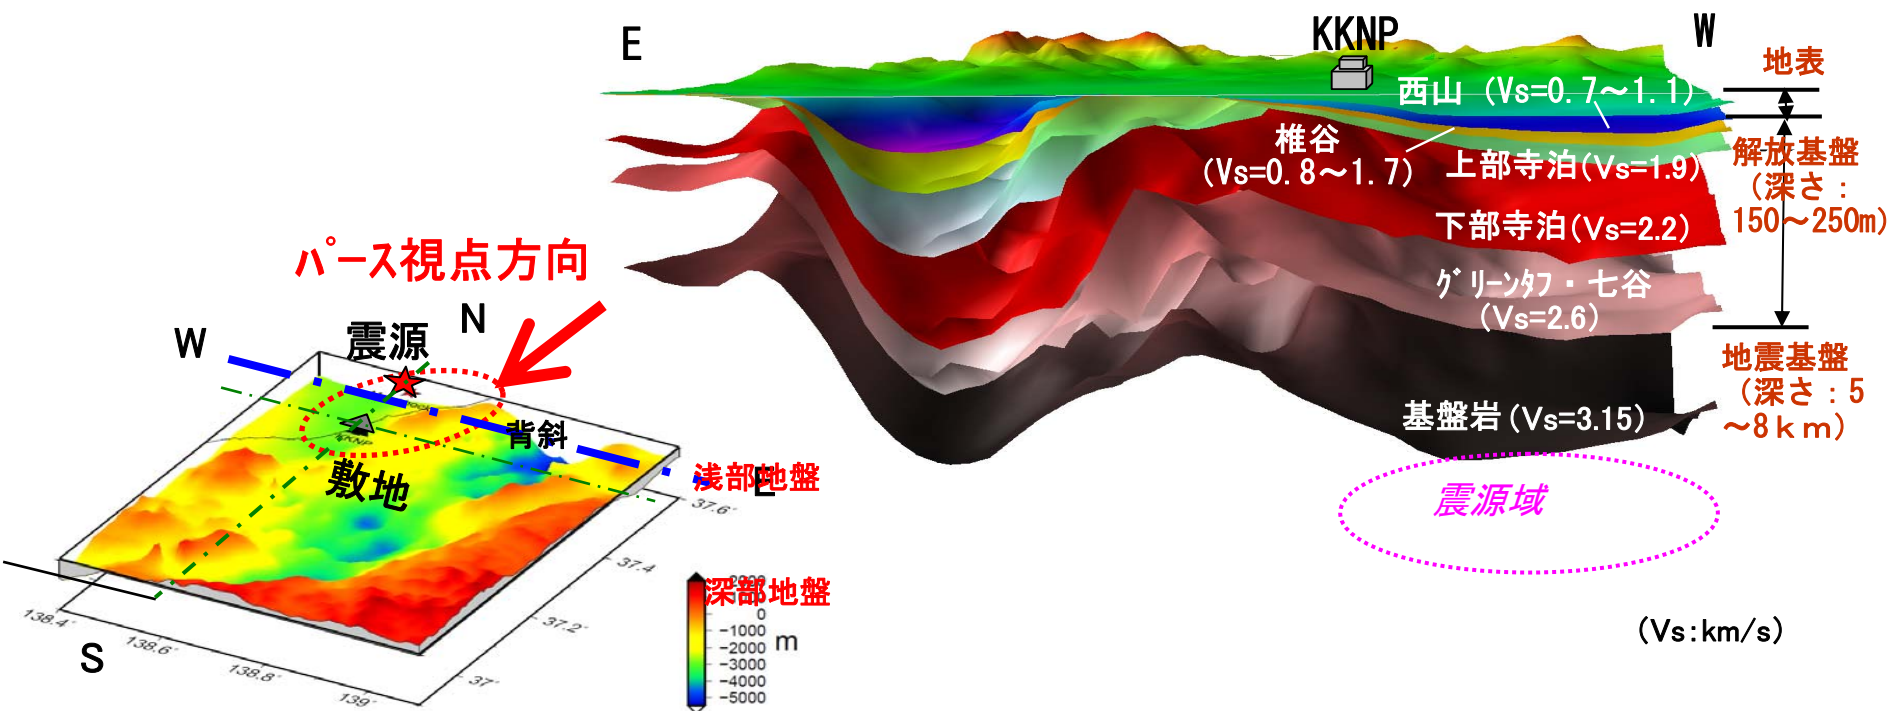 E
KKNP
W
地表
西山 (Vs=0.7～1.1)
椎谷
(Vs=0.8～1.7)
上部寺泊(Vs=1.9)
解放基盤
(深さ：
150～250m)
下部寺泊(Vs=2.2)
グリーンタフ・七谷
(Vs=2.6)
地震基盤
(深さ：5
～8ｋｍ)
基盤岩(Vs=3.15)
震源域
(Vs:km/s)
パース視点方向
W
震源
N
背斜
KKNP
敷地
浅部地盤
E
37.6°
37.4
37.2°
37°
138.4°
138.6°
138.8°
139°
S
深部地盤
2000
0
−1000
−2000
−3000
−4000
−5000
m